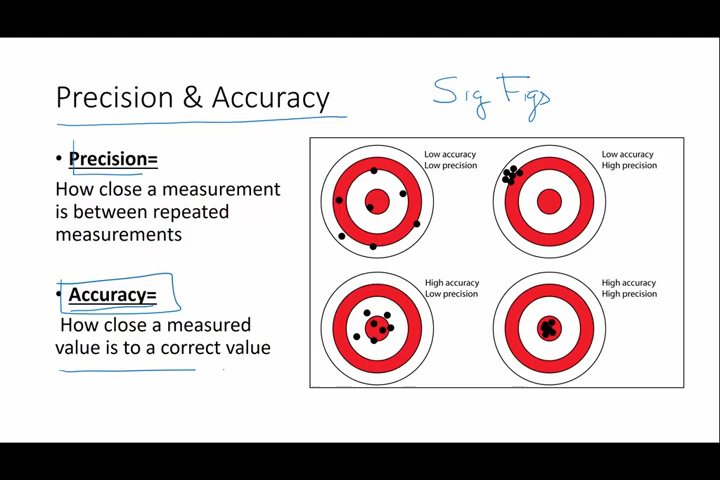 Precision & Accuracy
Sig Figs
• Precision=
How close a measurement
is between repeated
measurements
• Accuracy=
How close a measured
value is to a correct value
Low accuracy
Low precision
Low accuracy
High precision
High accuracy
Low precision
High accuracy
High precision